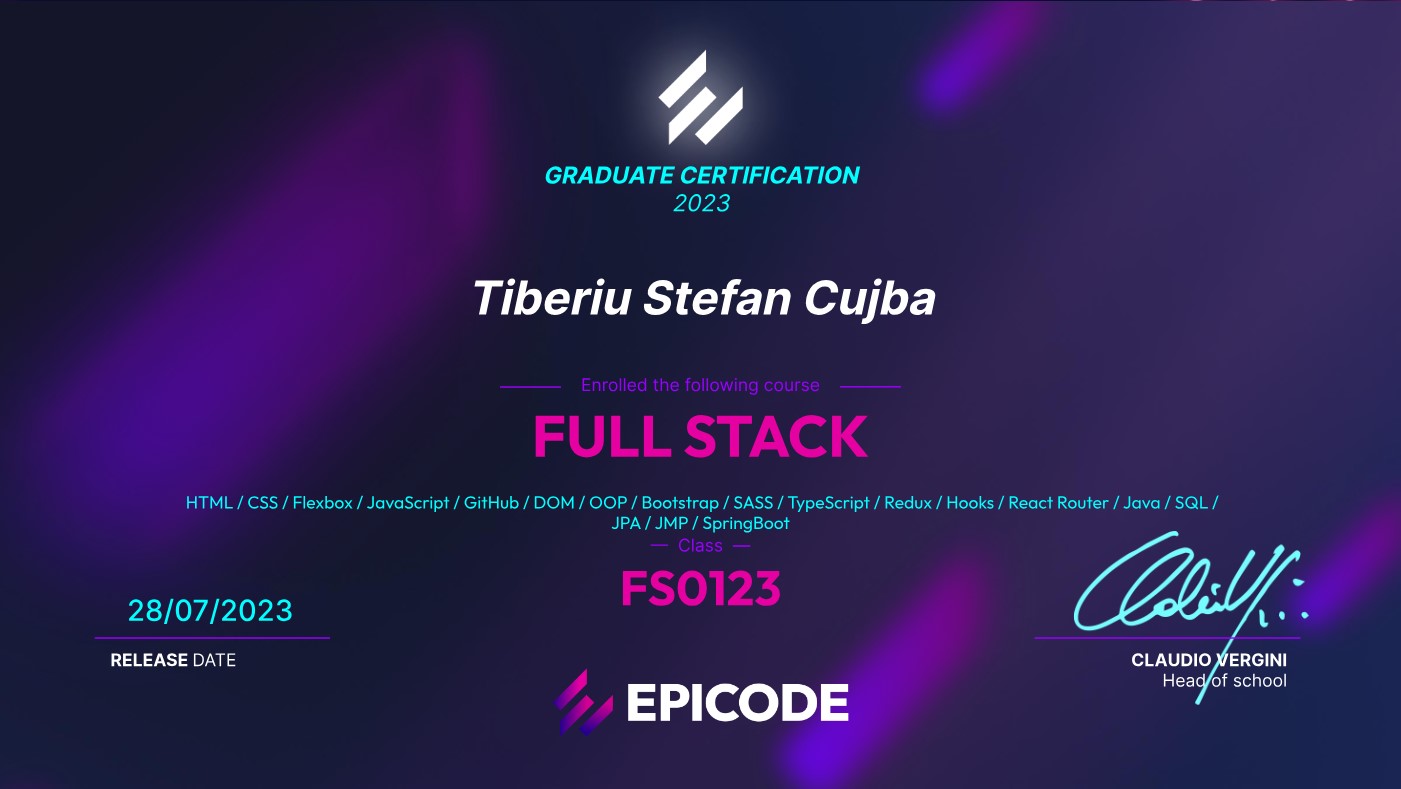 GRADUATE CERTIFICATION
2023
Tiberiu Stefan Cujba
Enrolled the following course
FULL STACK
HTML / CSS / Flexbox / JavaScript / GitHub / DOM / OOP / Bootstrap / SASS / TypeScript / Redux / Hooks / React Router / Java / SQL /
JPA / JMP / SpringBoot
Class
FS0123
28/07/2023
RELEASE DATE
CLAUDIO VERGINI
Head of school
EPICODE